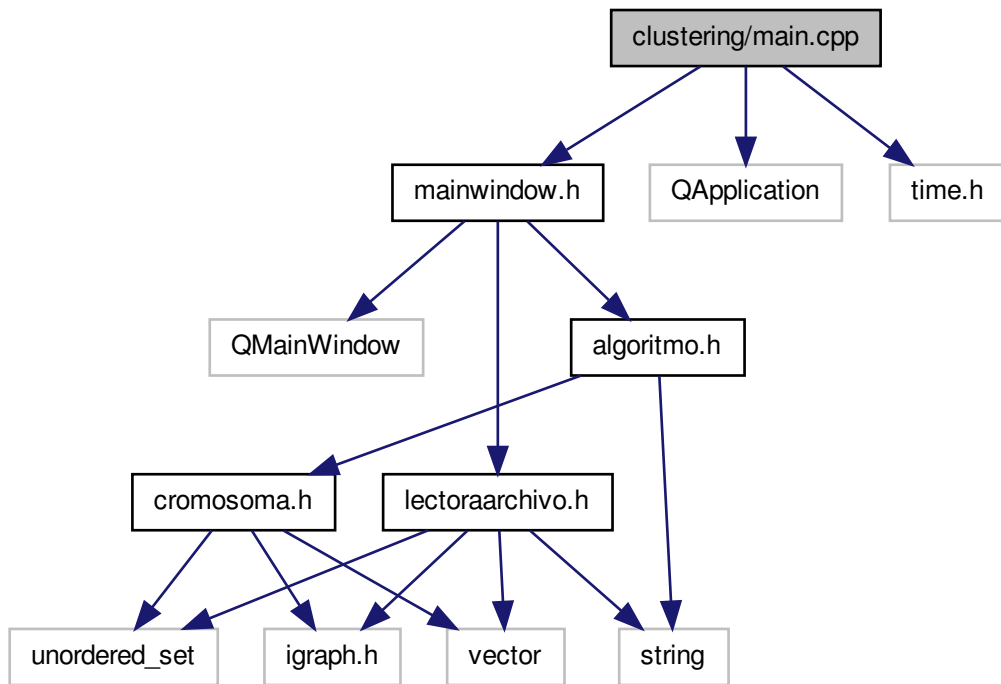 clustering/main.cpp
mainwindow.h
QApplication
time.h
QMainWindow
algoritmo.h
cromosoma.h
lectoraarchivo.h
unordered_set
igraph.h
vector
string